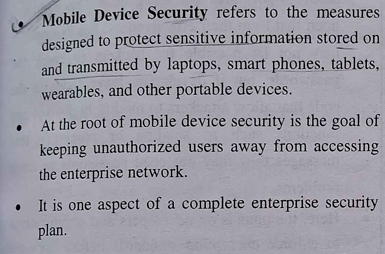 • Mobile Device Security refers to the measures
designed to protect sensitive information stored on
and transmitted by laptops, smart phones, tablets,
wearables, and other portable devices.
• At the root of mobile device security is the goal of
keeping unauthorized users away from accessing
the enterprise network.
• It is one aspect of a complete enterprise security
plan.